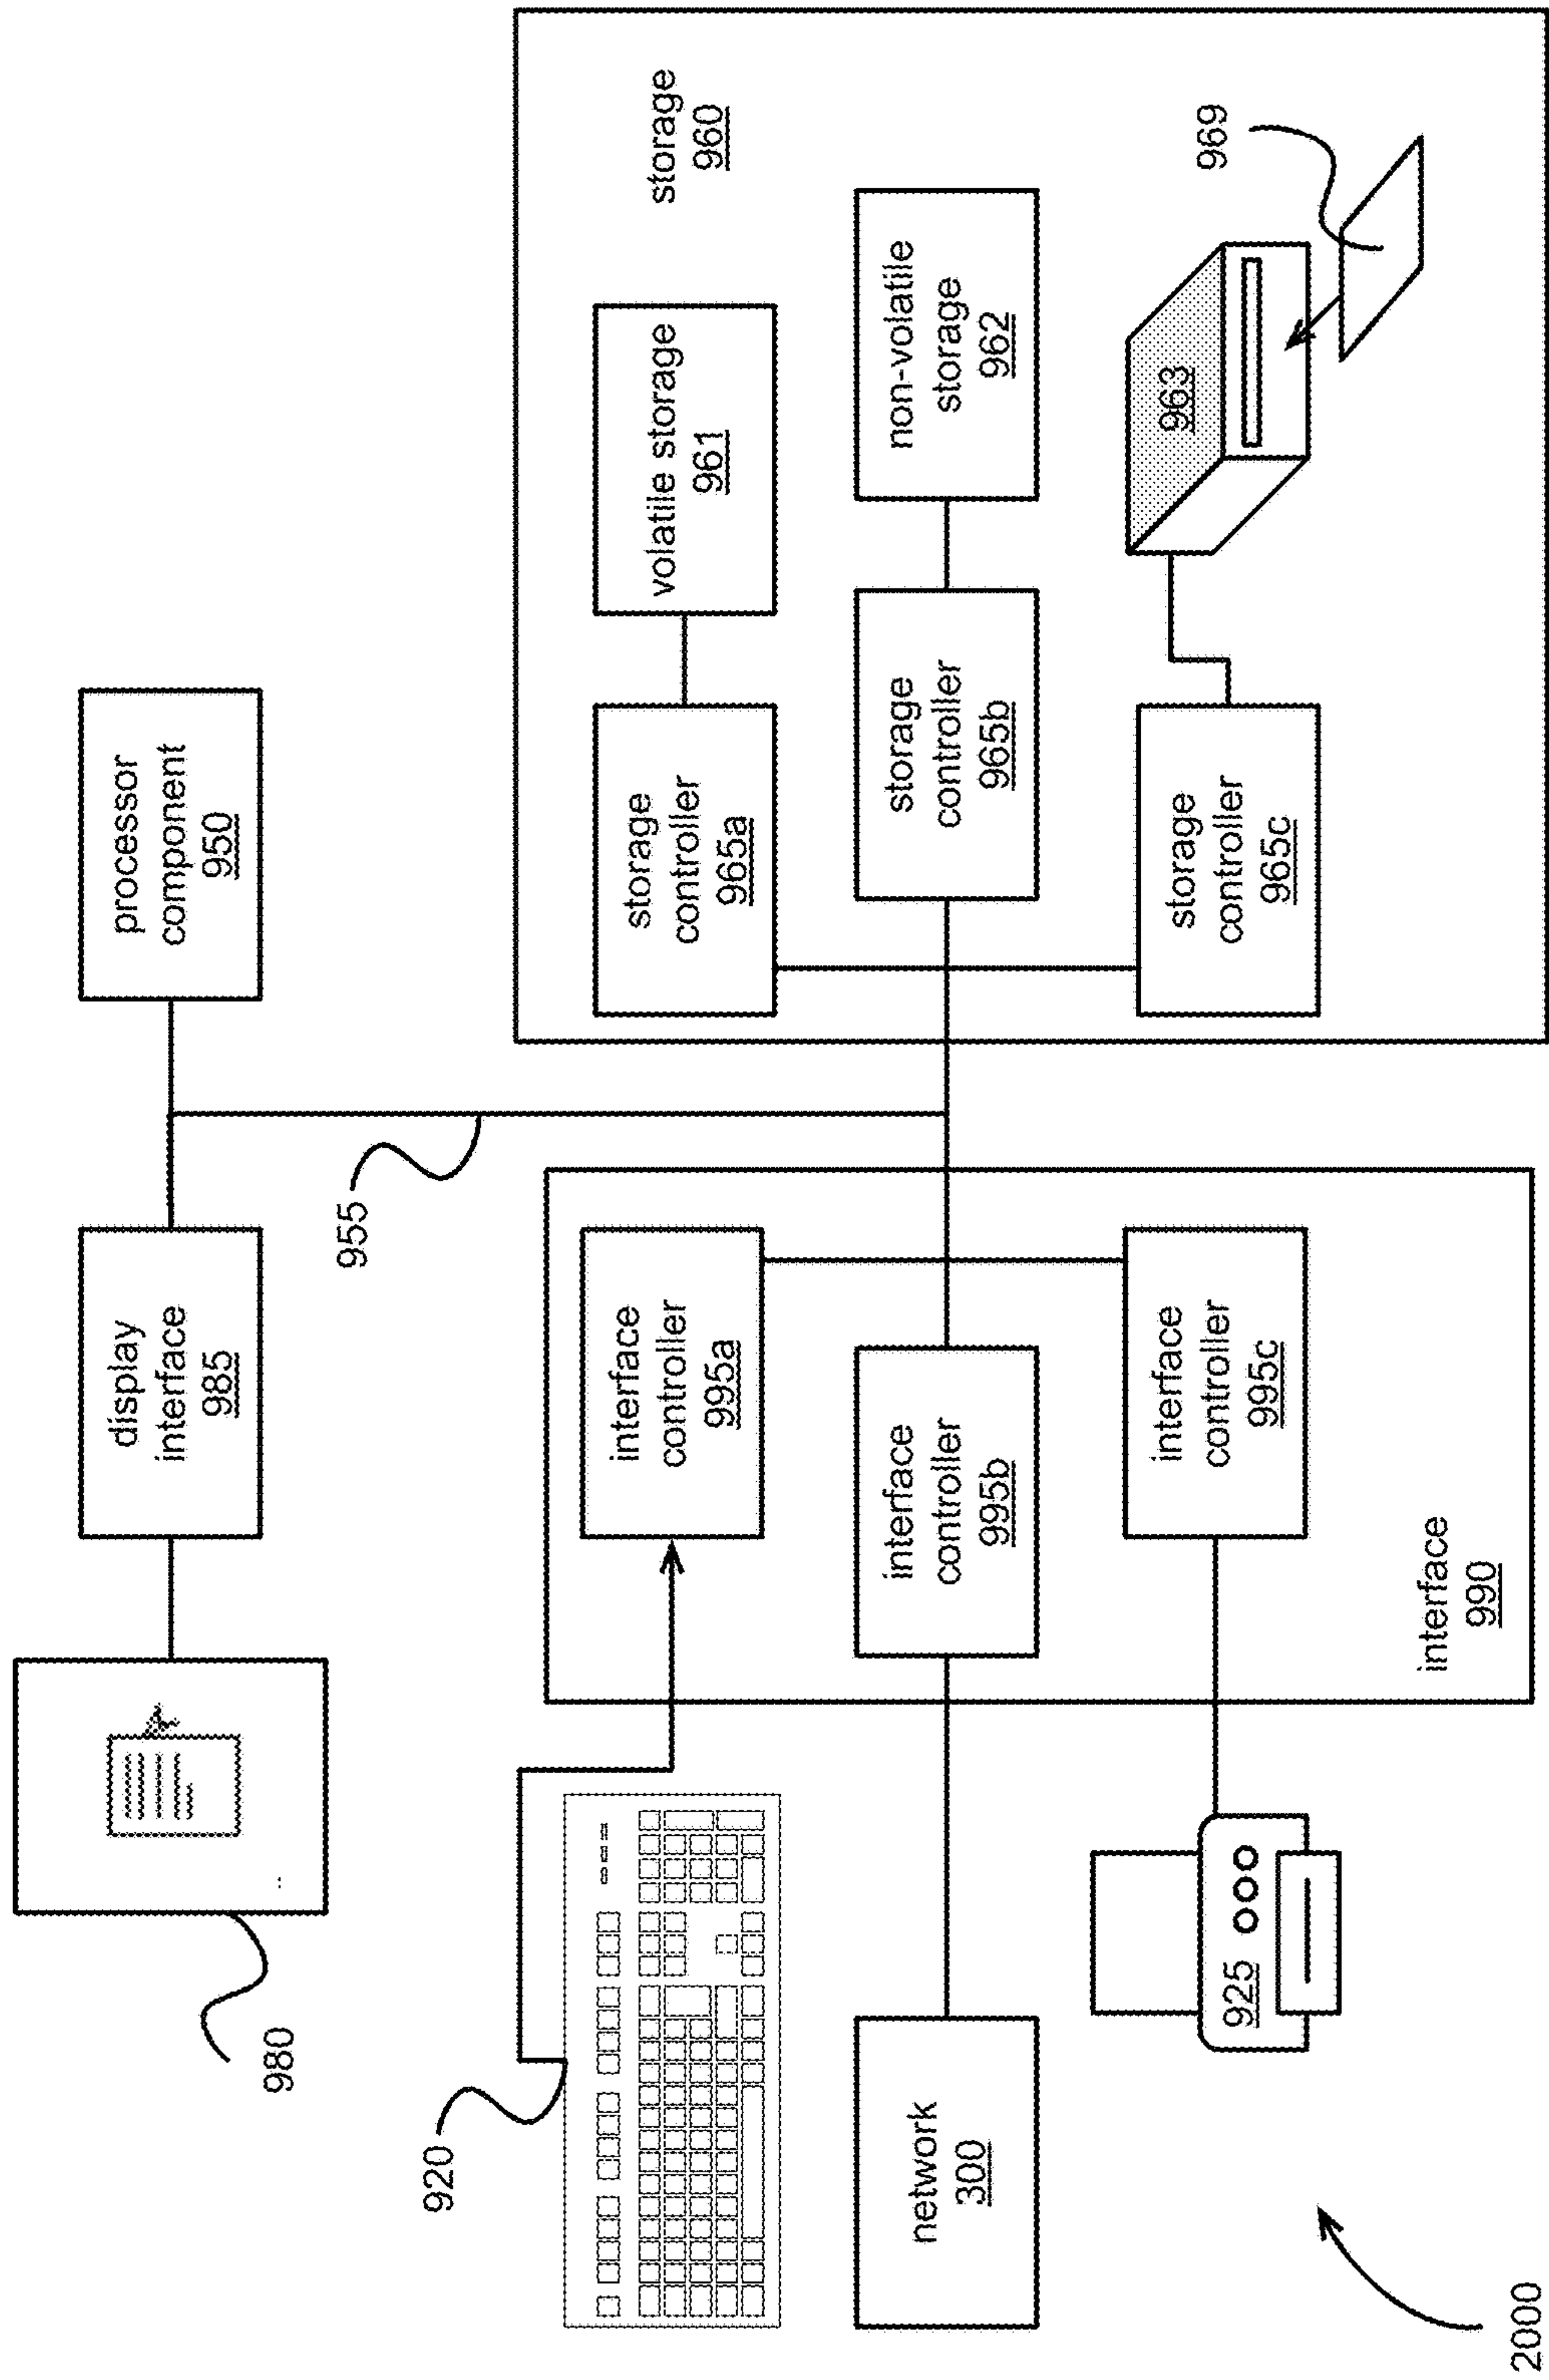 2000
980
display
interface
985
processor
component
950
955
920
interface
controller
995a
storage
controller
965a
volatile storage
961
storage
960
network
300
interface
controller
995b
storage
controller
965b
non-volatile
storage
962
925
interface
controller
995c
storage
controller
965c
963
969
interface
990